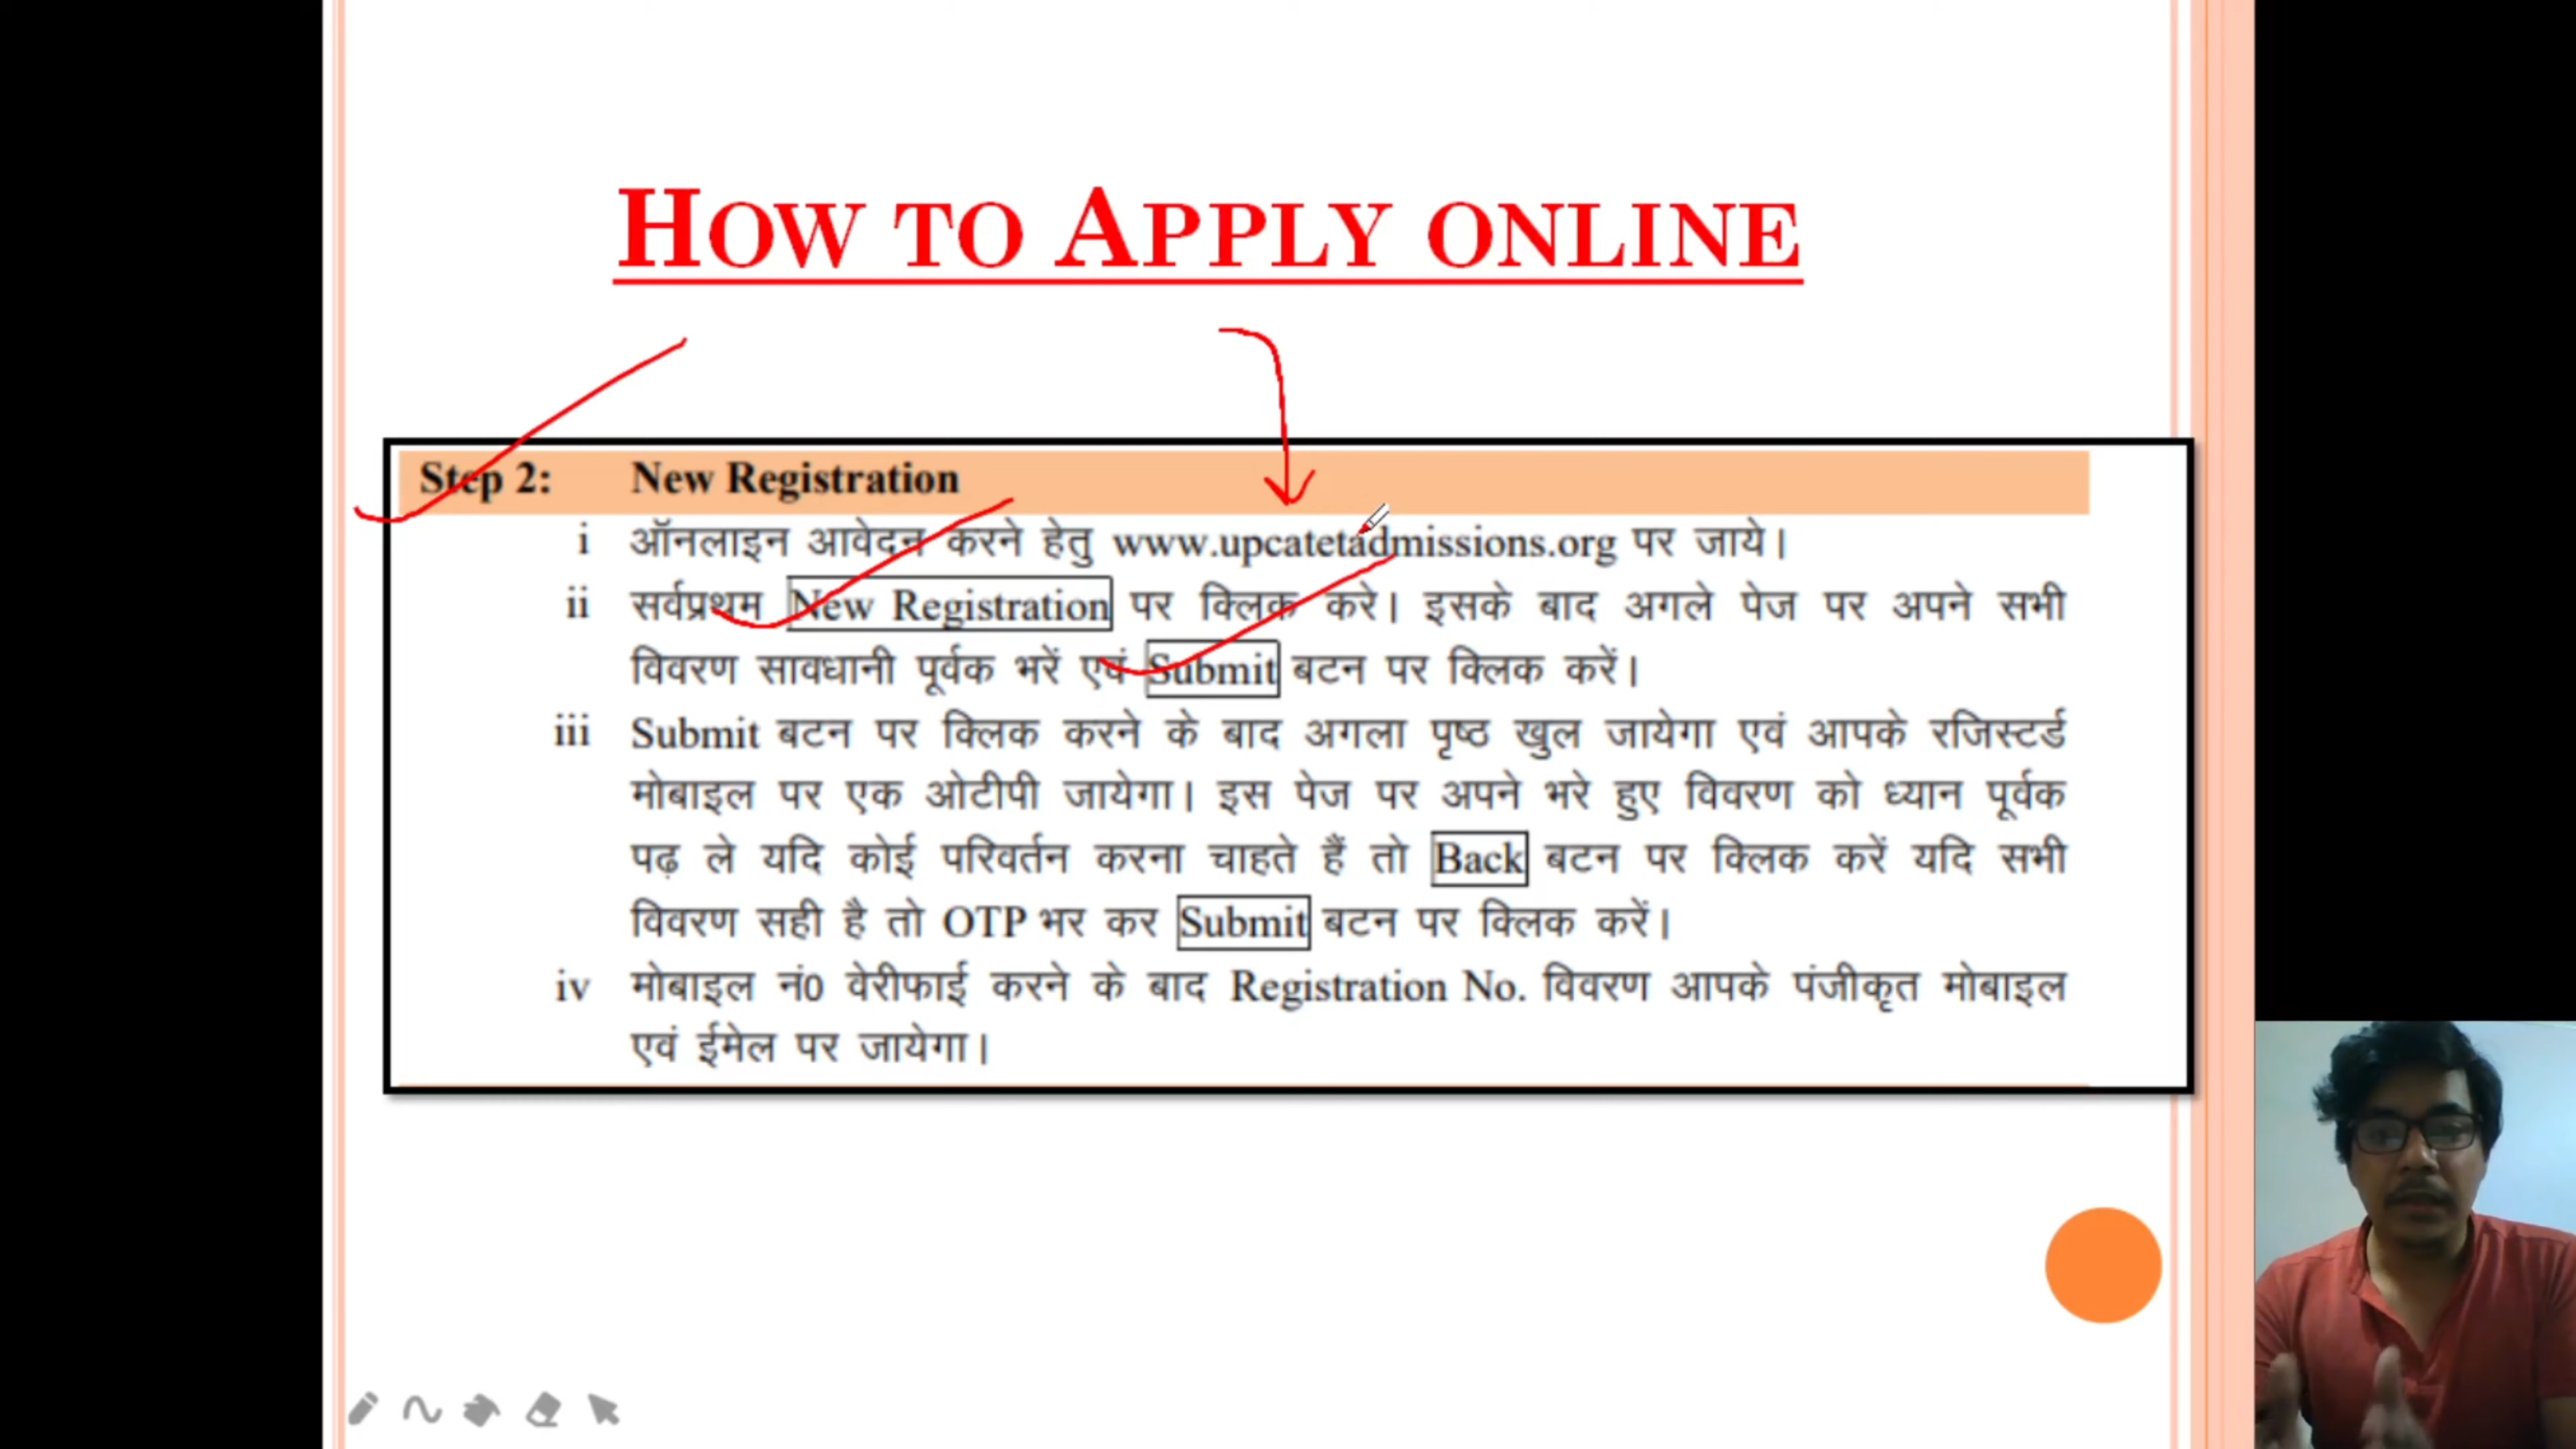 HOW TO APPLY ONLINE
Step 2: New Registration
i ऑनलाइन आवेदन करने हेतु www.upcatetadmissions.org पर जाये।
ii सर्वप्रथम New Registration पर क्लिक करे। इसके बाद अगले पेज पर अपने सभी
विवरण सावधानी पूर्वक भरें एवं Submit बटन पर क्लिक करें।
iii Submit बटन पर क्लिक करने के बाद अगला पृष्ठ खुल जायेगा एवं आपके रजिस्टर्ड
मोबाइल पर एक ओटीपी जायेगा। इस पेज पर अपने भरे हुए विवरण को ध्यान पूर्वक
पढ़ ले यदि कोई परिवर्तन करना चाहते हैं तो Back बटन पर क्लिक करें यदि सभी
विवरण सही है तो OTP भर कर Submit बटन पर क्लिक करें।
iv मोबाइल नं0 वेरीफाई करने के बाद Registration No. विवरण आपके पंजीकृत मोबाइल
एवं ईमेल पर जायेगा।